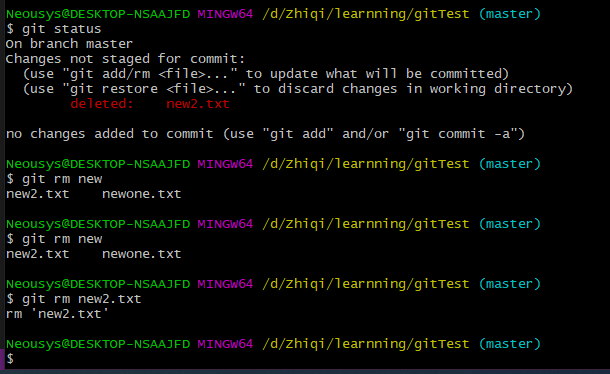 Neousys@DESKTOP-NSAAJFD MINGW64 /d/Zhiqi/learnning/gitTest (master)
$ git status
On branch master
Changes not staged for commit:
  (use "git add/rm <file>..." to update what will be committed)
  (use "git restore <file>..." to discard changes in working directory)
        deleted:    new2.txt

no changes added to commit (use "git add" and/or "git commit -a")

Neousys@DESKTOP-NSAAJFD MINGW64 /d/Zhiqi/learnning/gitTest (master)
$ git rm new
new2.txt    newone.txt

Neousys@DESKTOP-NSAAJFD MINGW64 /d/Zhiqi/learnning/gitTest (master)
$ git rm new
new2.txt    newone.txt

Neousys@DESKTOP-NSAAJFD MINGW64 /d/Zhiqi/learnning/gitTest (master)
$ git rm new2.txt
rm 'new2.txt'

Neousys@DESKTOP-NSAAJFD MINGW64 /d/Zhiqi/learnning/gitTest (master)
$